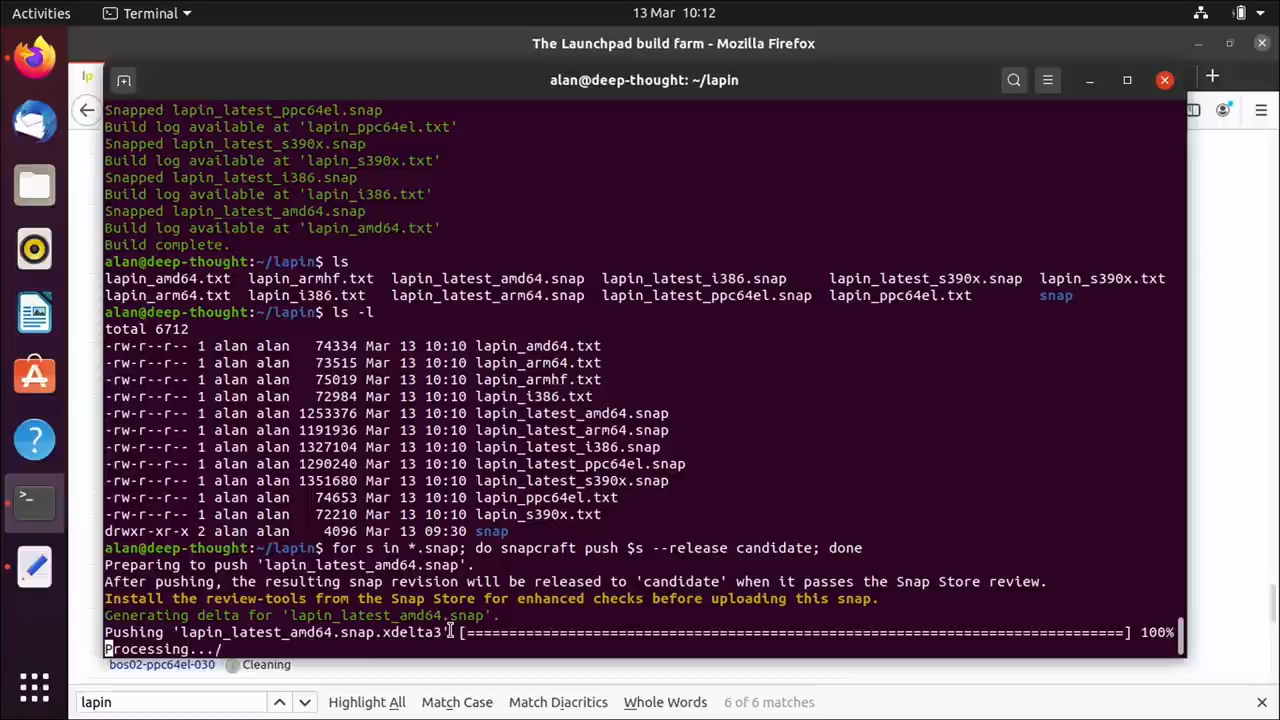 Activities
Terminal
13 Mar 10:12
The Launchpad build farm - Mozilla Firefox
lp
alan@deep-thought: ~/lapin
Snapped lapin_latest_ppc64el.snap
Build log available at 'lapin_ppc64el.txt'
Snapped lapin_latest_s390x.snap
Build log available at 'lapin_s390x.txt'
Snapped lapin_latest_i386.snap
Build log available at 'lapin_i386.txt'
Snapped lapin_latest_amd64.snap
Build log available at 'lapin_amd64.txt'
Build complete.
alan@deep-thought:~/lapin$ ls
lapin_amd64.txt lapin_armhf.txt lapin_latest_amd64.snap lapin_latest_i386.snap lapin_latest_s390x.snap lapin_s390x.txt
lapin_arm64.txt lapin_i386.txt lapin_latest_arm64.snap lapin_latest_ppc64el.snap lapin_ppc64el.txt snap
alan@deep-thought:~/lapin$ ls -l
total 6712
-rw-r--r-- 1 alan alan 74334 Mar 13 10:10 lapin_amd64.txt
-rw-r--r-- 1 alan alan 73515 Mar 13 10:10 lapin_arm64.txt
-rw-r--r-- 1 alan alan 75019 Mar 13 10:10 lapin_armhf.txt
-rw-r--r-- 1 alan alan 72984 Mar 13 10:10 lapin_i386.txt
-rw-r--r-- 1 alan alan 1253376 Mar 13 10:10 lapin_latest_amd64.snap
-rw-r--r-- 1 alan alan 1191936 Mar 13 10:10 lapin_latest_arm64.snap
-rw-r--r-- 1 alan alan 1327104 Mar 13 10:10 lapin_latest_i386.snap
-rw-r--r-- 1 alan alan 1290240 Mar 13 10:10 lapin_latest_ppc64el.snap
-rw-r--r-- 1 alan alan 1351680 Mar 13 10:10 lapin_latest_s390x.snap
-rw-r--r-- 1 alan alan 74653 Mar 13 10:10 lapin_ppc64el.txt
-rw-r--r-- 1 alan alan 72210 Mar 13 10:10 lapin_s390x.txt
drwxr-xr-x 2 alan alan 4096 Mar 13 09:30 snap
alan@deep-thought:~/lapin$ for s in *.snap; do snapcraft push $s --release candidate; done
Preparing to push 'lapin_latest_amd64.snap'.
After pushing, the resulting snap revision will be released to 'candidate' when it passes the Snap Store review.
Install the review-tools from the Snap Store for enhanced checks before uploading this snap.
Generating delta for 'lapin_latest_amd64.snap'.
Pushing 'lapin_latest_amd64.snap.xdelta3' [===============================================================================] 100%
Processing.../
bos02-ppc64el-030 Cleaning
lapin Highlight All Match Case Match Diacritics Whole Words 6 of 6 matches